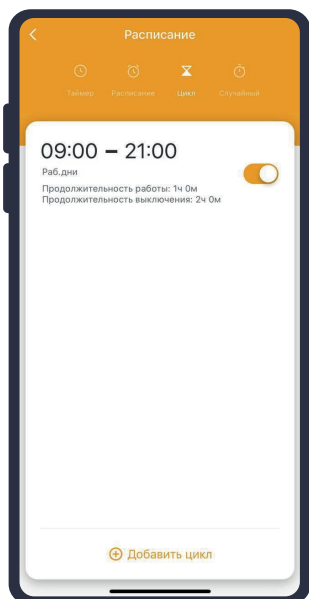 Расписание
Таймер Расписание Цикл Случайный
09:00 – 21:00
Раб.дни
Продолжительность работы: 1ч 0м
Продолжительность выключения: 2ч 0м
Добавить цикл